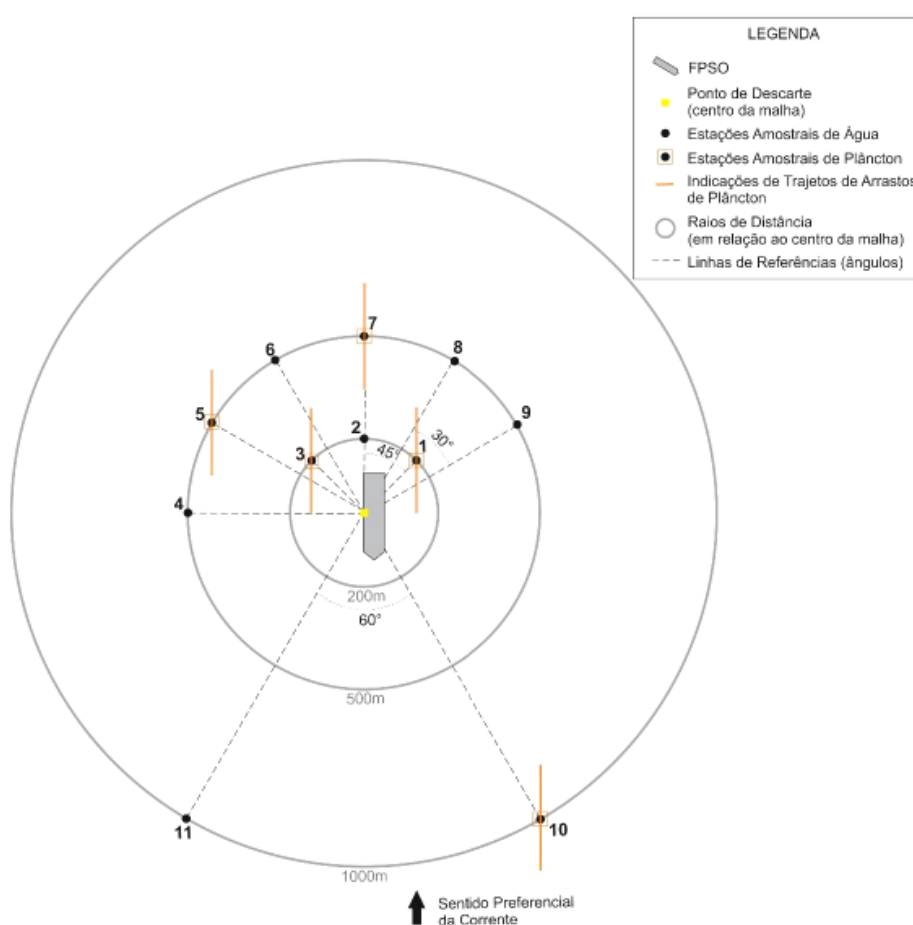 LEGENDA
FPSO
Ponto de Descarte
(centro da malha)
Estações Amostrais de Água
Estações Amostrais de Plâncton
Indicações de Trajetos de Arrastos
de Plâncton
Raios de Distância
(em relação ao centro da malha)
Linhas de Referências (ângulos)
7
6
8
5
9
2
3
45°
1
30°
4
200m
60°
500m
11
10
1000m
Sentido Preferencial
da Corrente